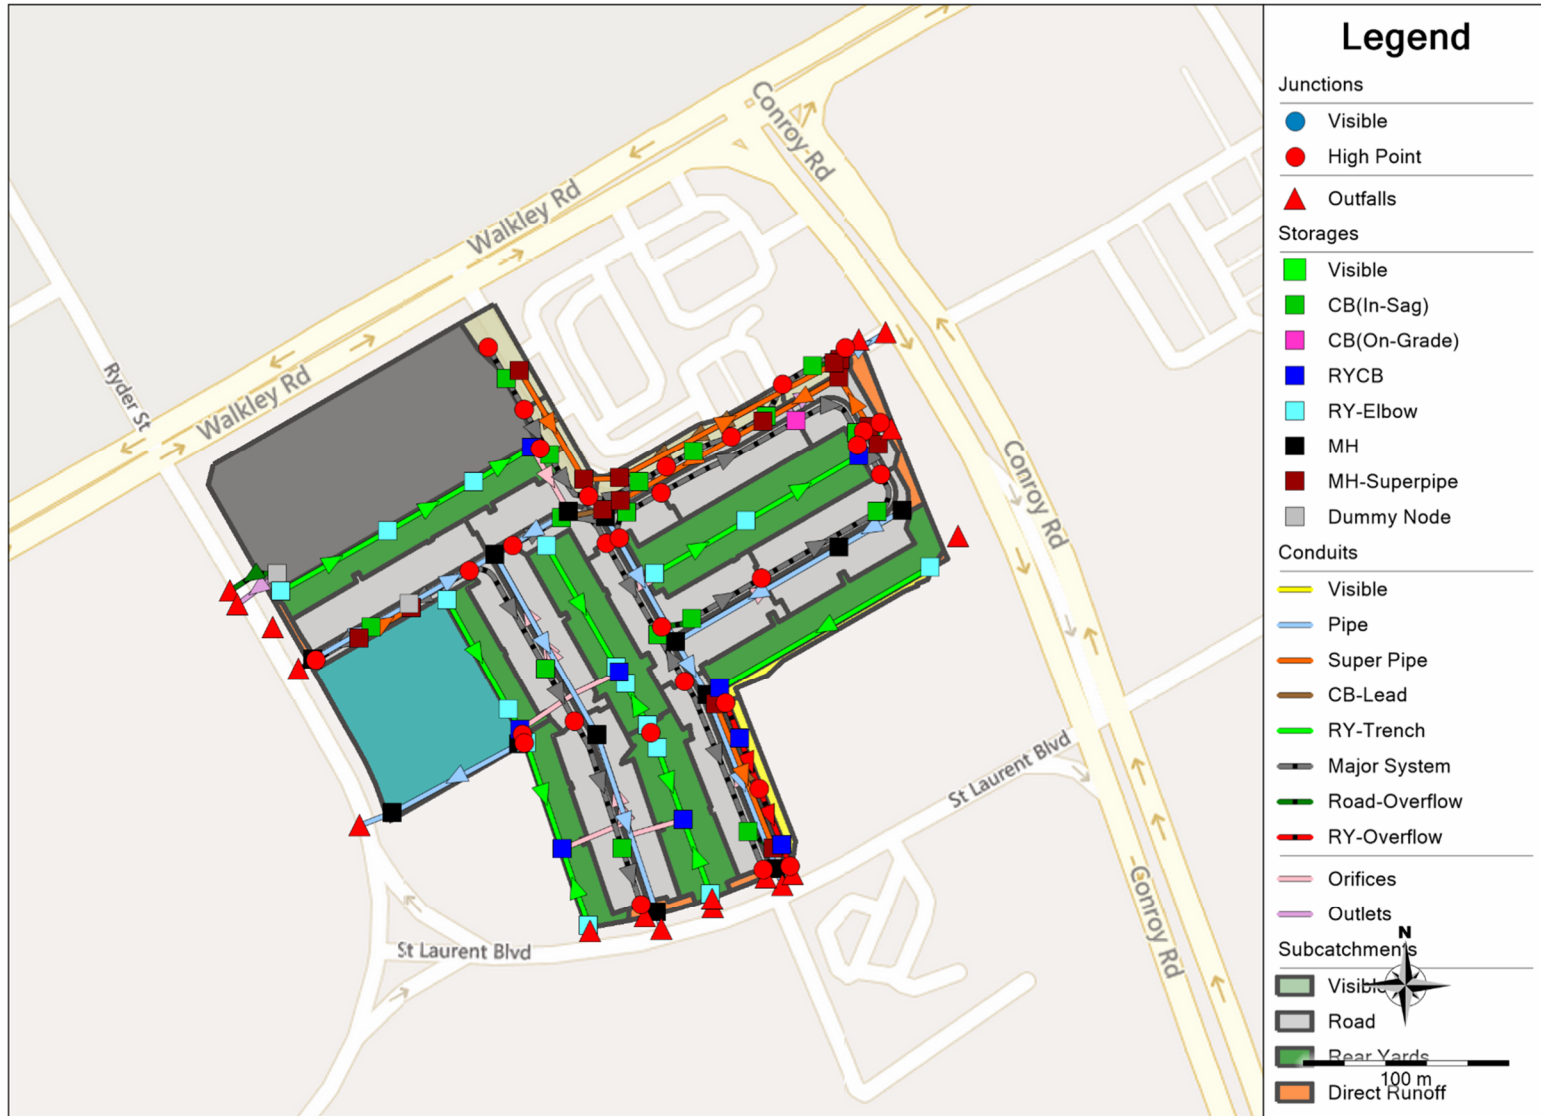 Conroy Rd
Walkley Rd
Ryder St
Walkley Rd
Conroy Rd
St Laurent Blvd
St Laurent Blvd
Conroy Rd
Legend
Junctions
Visible
High Point
Outfalls
Storages
Visible
CB(In-Sag)
CB(On-Grade)
RYCB
RY-Elbow
MH
MH-Superpipe
Dummy Node
Conduits
Visible
Pipe
Super Pipe
CB-Lead
RY-Trench
Major System
Road-Overflow
RY-Overflow
Orifices
Outlets
N
Subcatchments
Visible
Road
Rear Yards
100 m
Direct Runoff